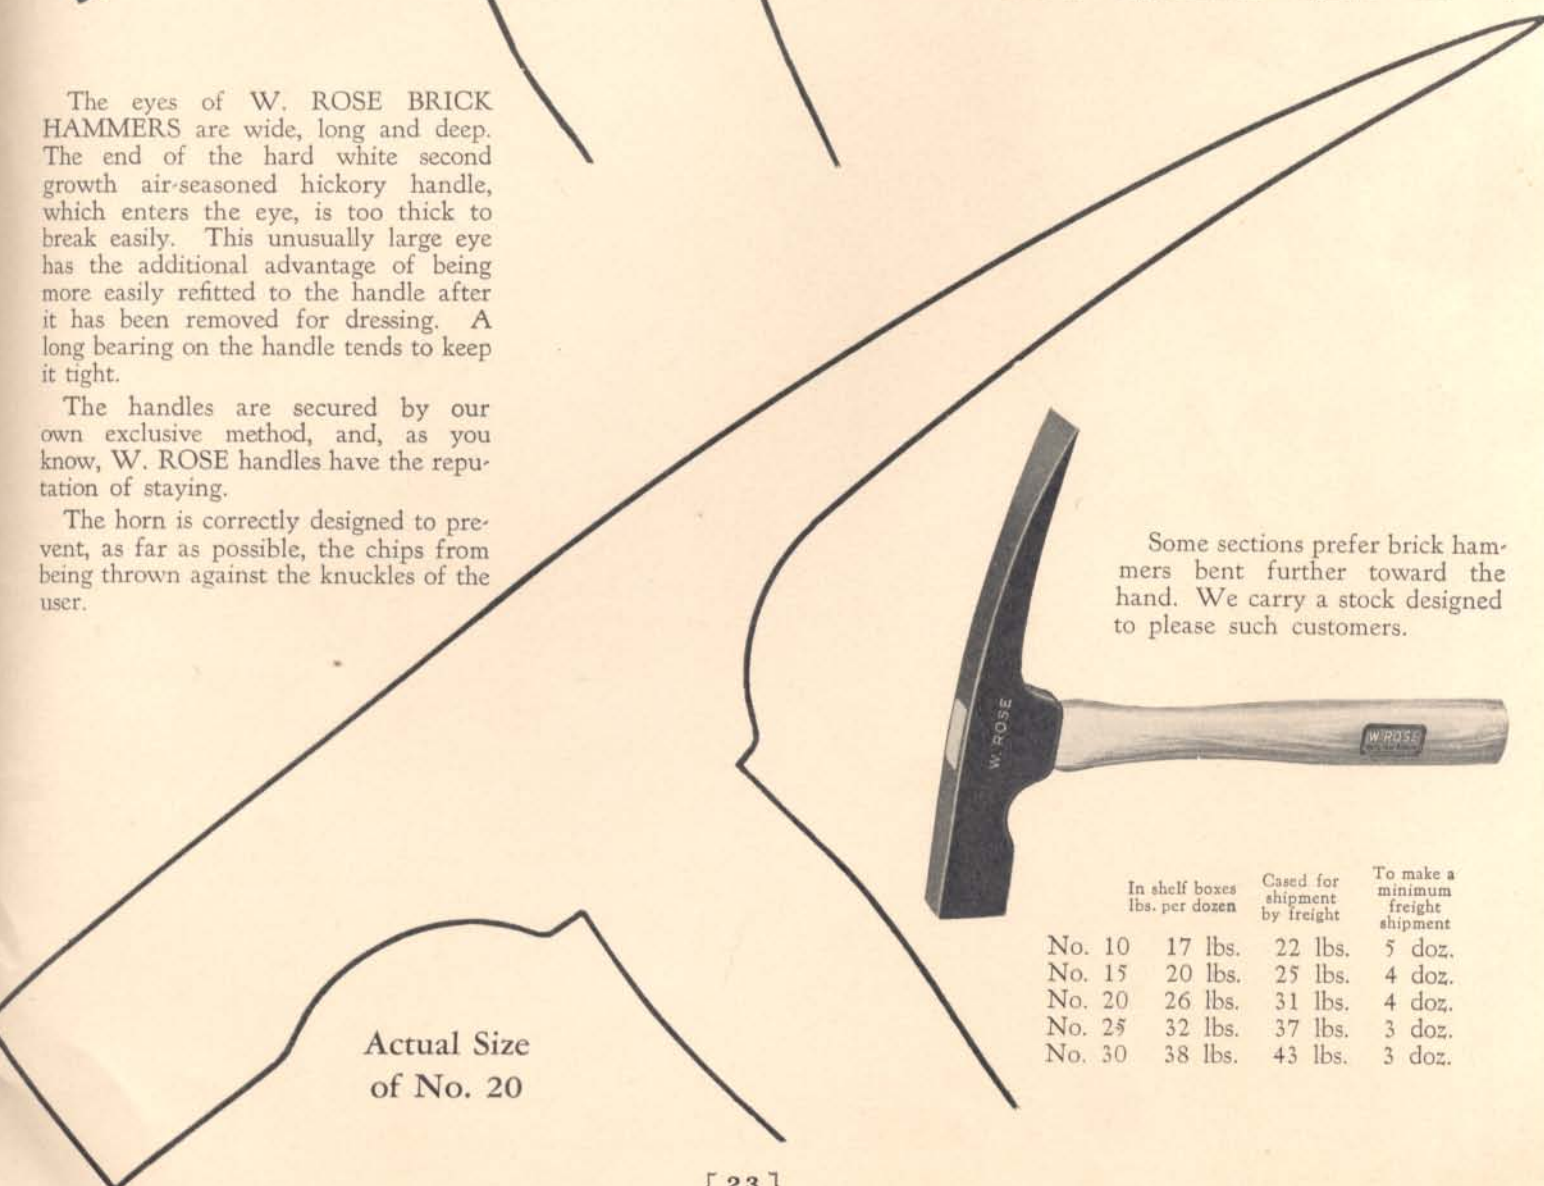 The eyes of W. ROSE BRICK
HAMMERS are wide, long and deep.
The end of the hard white second
growth air-seasoned hickory handle,
which enters the eye, is too thick to
break easily. This unusually large eye
has the additional advantage of being
more easily refitted to the handle after
it has been removed for dressing. A
long bearing on the handle tends to keep
it tight.
The handles are secured by our
own exclusive method, and, as you
know, W. ROSE handles have the repu-
tation of staying.
The horn is correctly designed to pre-
vent, as far as possible, the chips from
being thrown against the knuckles of the
user.
Some sections prefer brick ham-
mers bent further toward the
hand. We carry a stock designed
to please such customers.
W. ROSE
W. ROSE
In shelf boxes
lbs. per dozen
Cased for
shipment
by freight
To make a
minimum
freight
shipment
No. 10 17 lbs. 22 lbs. 5 doz.
No. 15 20 lbs. 25 lbs. 4 doz.
No. 20 26 lbs. 31 lbs. 4 doz.
No. 25 32 lbs. 37 lbs. 3 doz.
No. 30 38 lbs. 43 lbs. 3 doz.
Actual Size
of No. 20
[23]